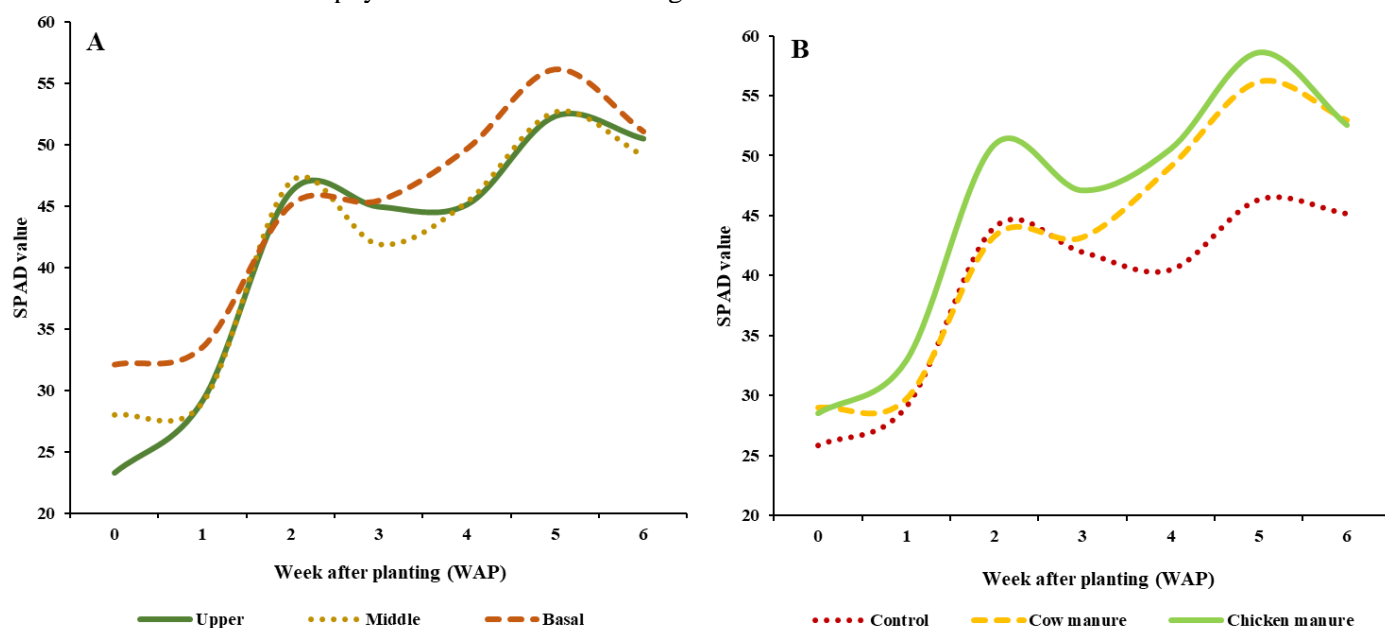 A
60
55
50
45
40
35
30
25
20
SPAD value
0 1 2 3 4 5 6
Week after planting (WAP)
Upper Middle Basal
B
60
55
50
45
40
35
30
25
20
SPAD value
0 1 2 3 4 5 6
Week after planting (WAP)
Control Cow manure Chicken manure